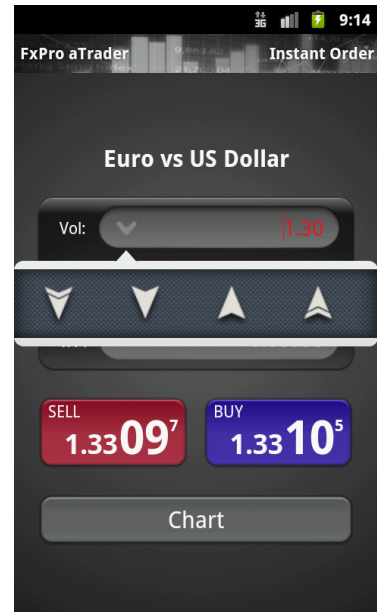 3G 9:14
FxPro aTrader Instant Order
Euro vs US Dollar
Vol: 1.30
SELL BUY
1.33097 1.33105
Chart